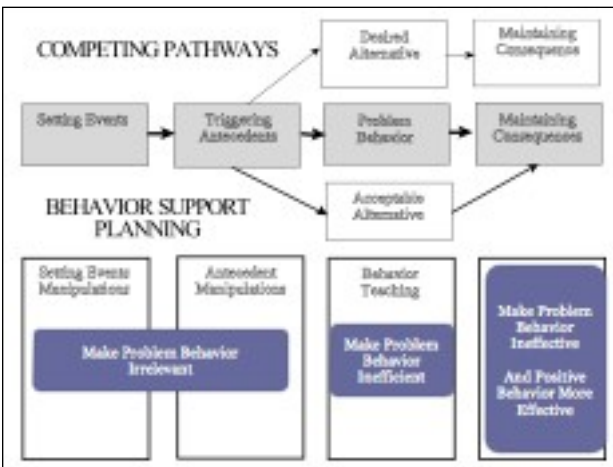 COMPETING PATHWAYS
Desired
Alternative
Maintaining
Consequence
Setting Events
Triggering
Antecedents
Problem
Behavior
Maintaining
Consequences
Acceptable
Alternative
BEHAVIOR SUPPORT
PLANNING
Setting Events
Manipulations
Antecedent
Manipulations
Behavior
Teaching
Make Problem Behavior
Irrelevant
Make Problem
Behavior
Inefficient
Make Problem
Behavior
Ineffective
And Positive
Behavior More
Effective